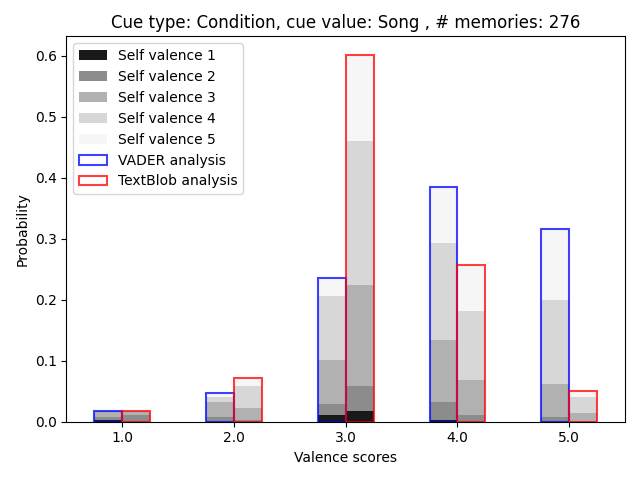 Cue type: Condition, cue value: Song , # memories: 276
Self valence 1
Self valence 2
Self valence 3
Self valence 4
Self valence 5
VADER analysis
TextBlob analysis
0.6
0.5
0.4
0.3
0.2
0.1
0.0
Probability
1.0 2.0 3.0 4.0 5.0
Valence scores